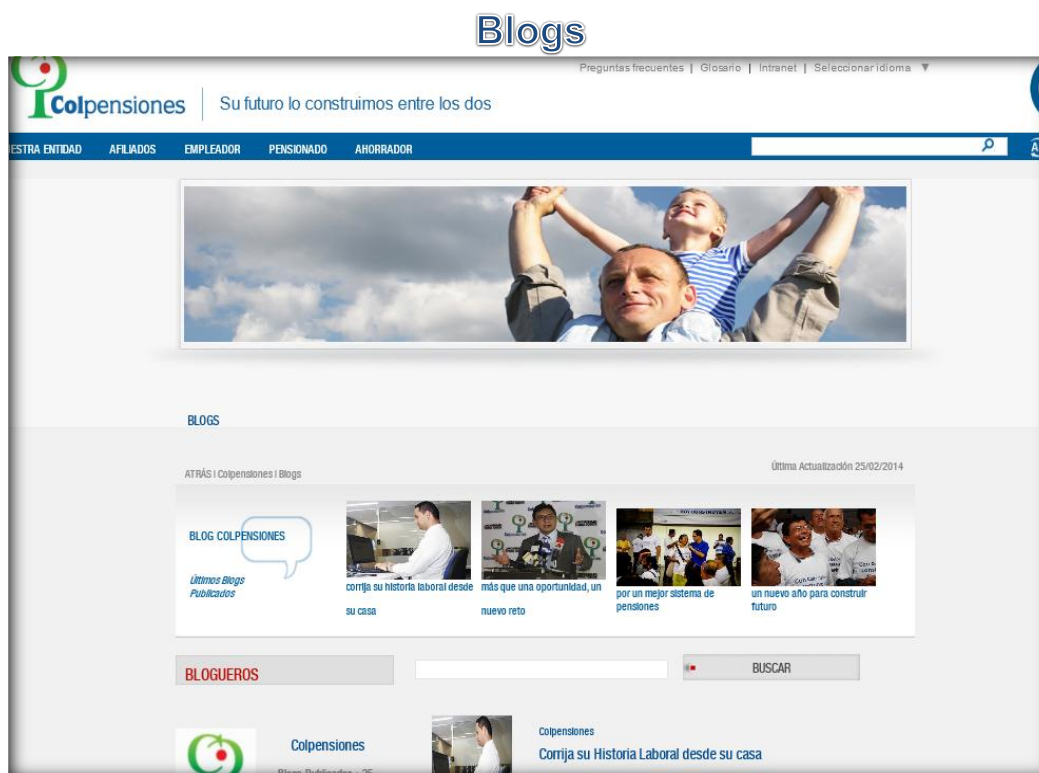 Blogs
Preguntas frecuentes | Glosario | Intranet | Seleccionar idioma ▼
Colpensiones
Su futuro lo construimos entre los dos
ESTRA ENTIDAD AFILIADOS EMPLEADOR PENSIONADO AHORRADOR
BLOGS
Última Actualización 25/02/2014
ATRÁS | Colpensiones | Blogs
BLOG COLPENSIONES
Últimos Blogs
Publicados
corrija su historia laboral desde
su casa
más que una oportunidad, un
nuevo reto
por un mejor sistema de
pensiones
un nuevo año para construir
futuro
BLOGUEROS
BUSCAR
Colpensiones
Colpensiones
Corrija su Historia Laboral desde su casa